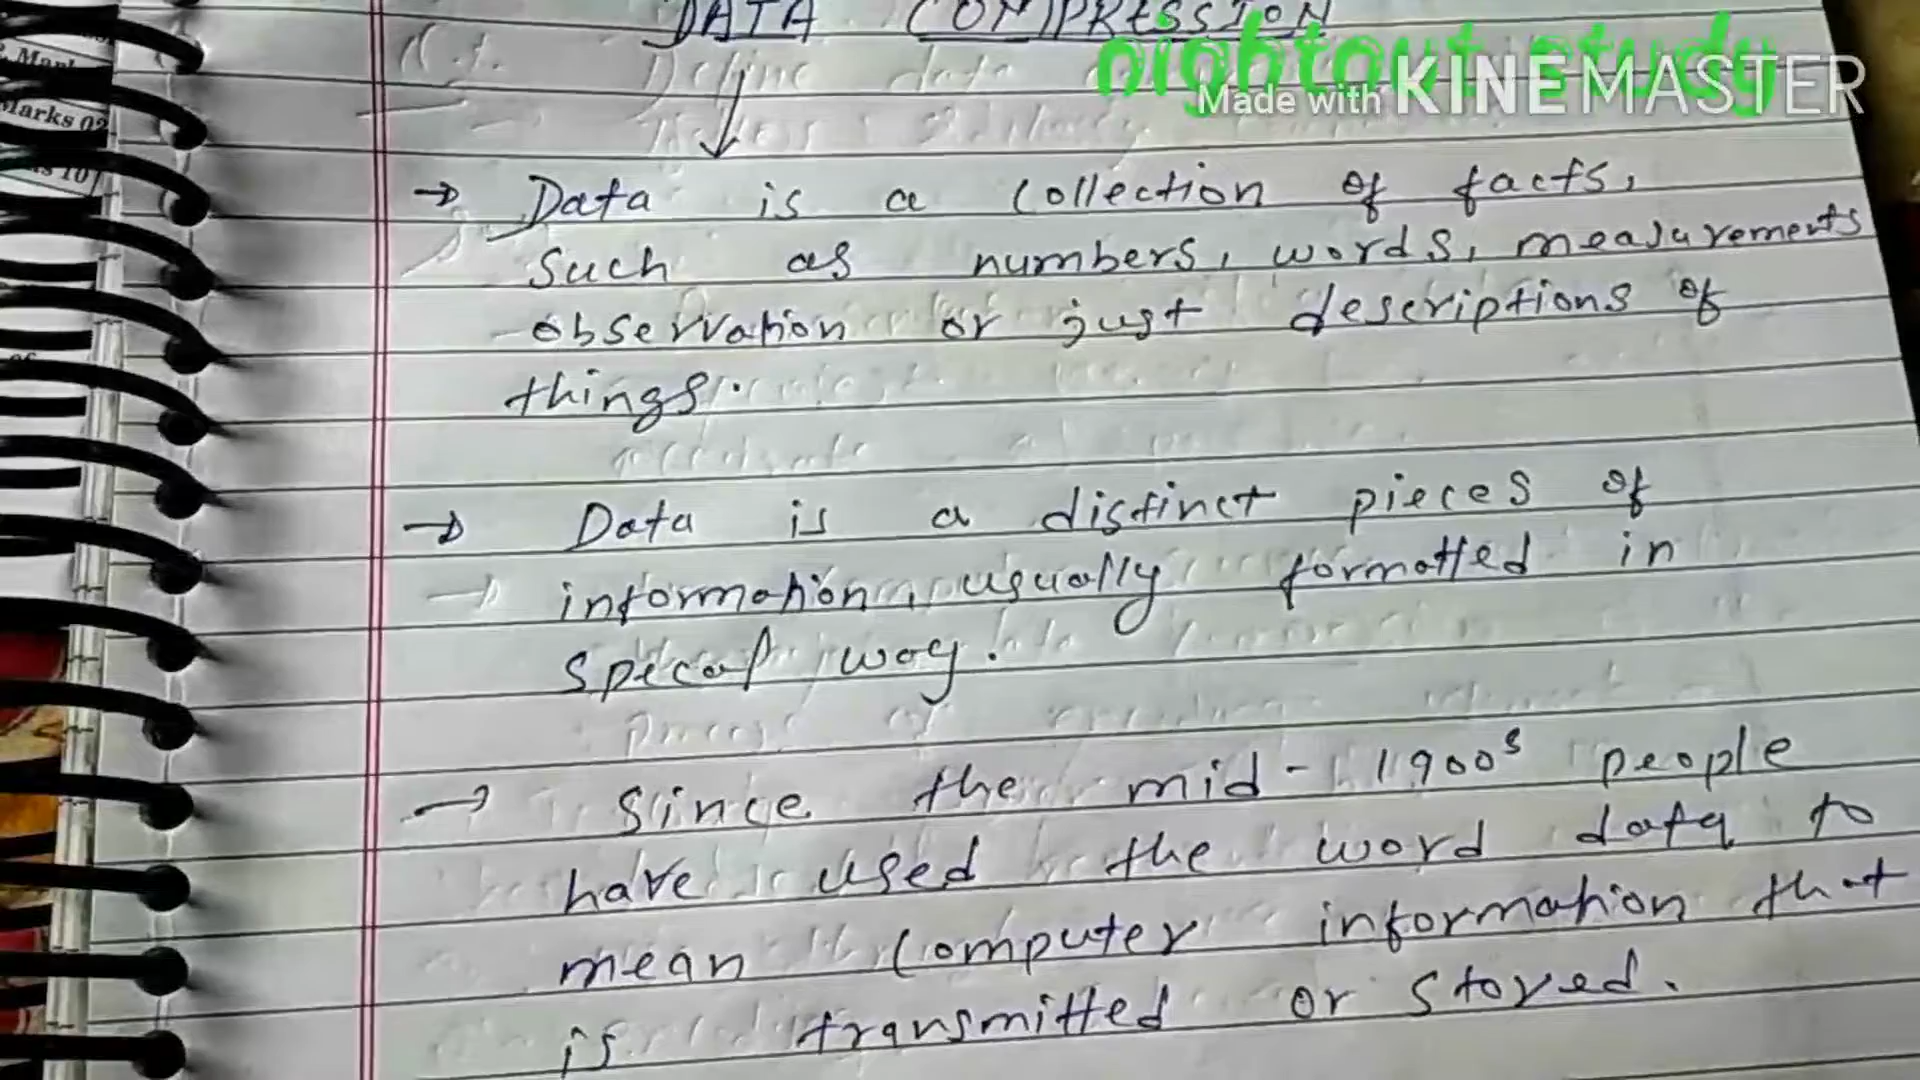 DATA COMPRESSION
nightout study
Made with KINEMASTER
Marks 02
→ Data is a collection of facts,
such as numbers, words, measurements
observation or just descriptions of
things.
→ Data is a distinct pieces of
information, usually formatted in
specal way.
→ Since the mid-1900s people
have used the word data to
mean computer information that
is transmitted or stored.